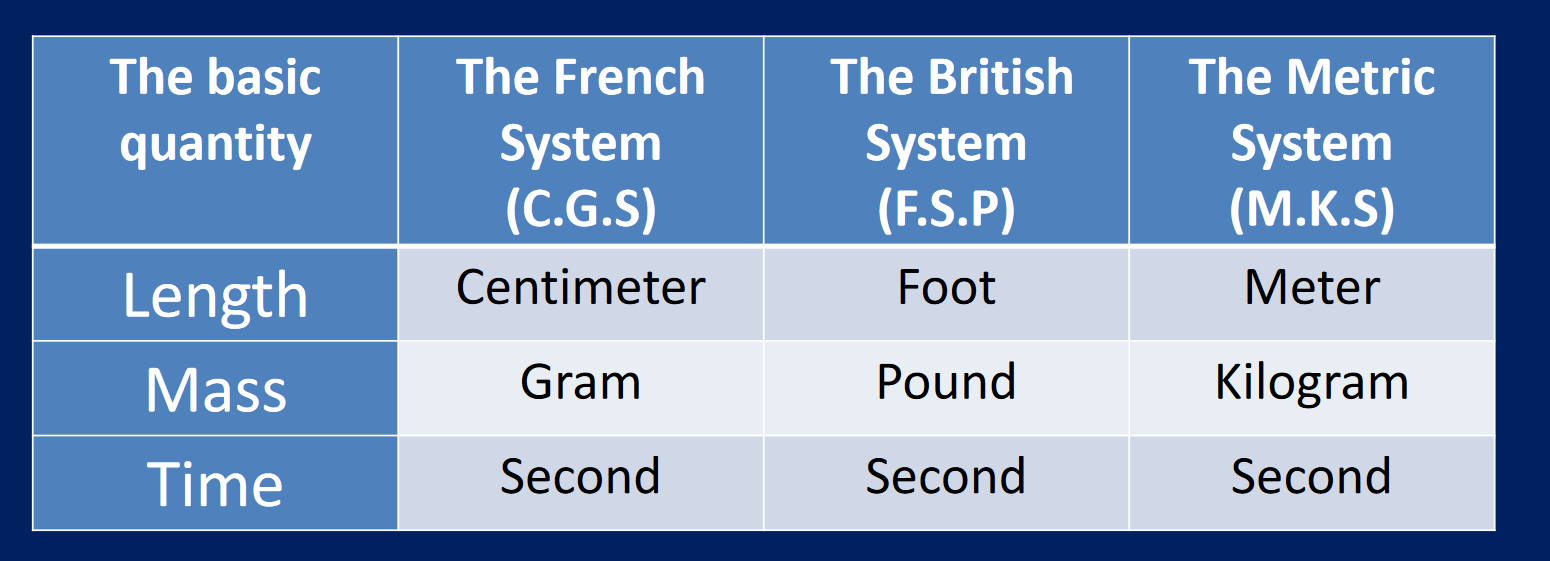 The basic quantity	The French System (C.G.S)	The British System (F.S.P)	The Metric System (M.K.S)
Length	Centimeter	Foot	Meter
Mass	Gram	Pound	Kilogram
Time	Second	Second	Second